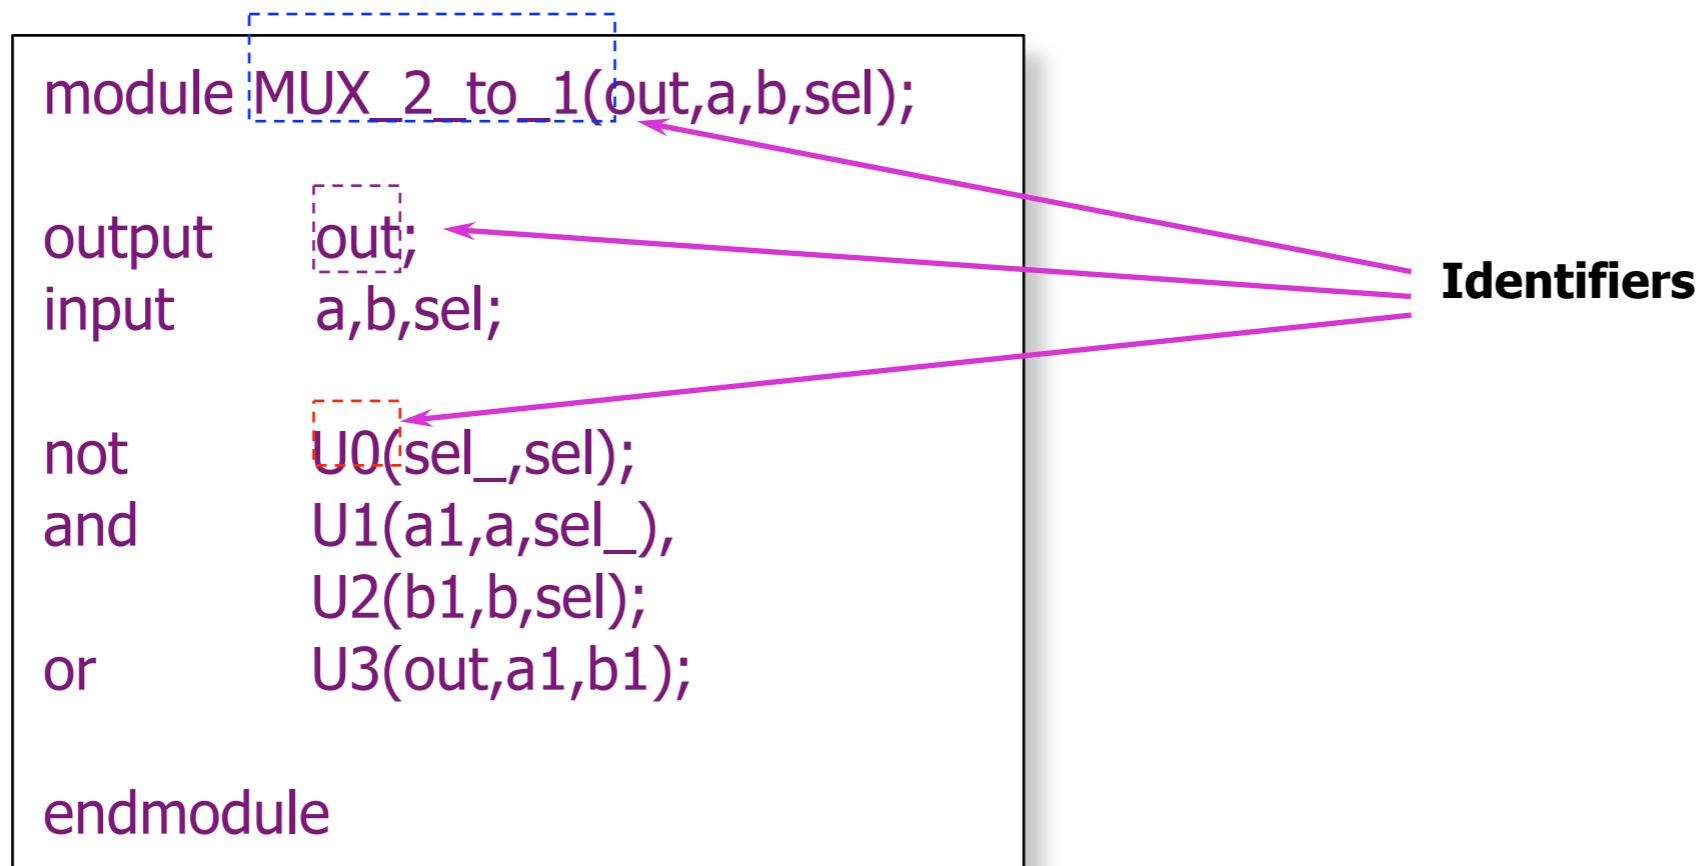 module MUX_2_to_1(out,a,b,sel);
output out;
input a,b,sel;
Identifiers
not U0(sel_,sel);
and U1(a1,a,sel_),
U2(b1,b,sel);
or U3(out,a1,b1);
endmodule